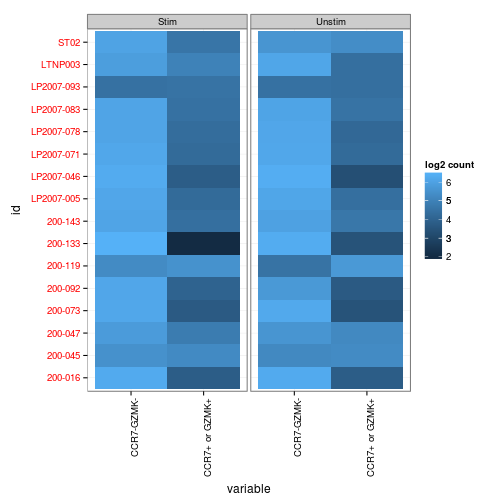 Stim
Unstim
ST02
LTNP003
LP2007-093
LP2007-083
LP2007-078
LP2007-071
LP2007-046
LP2007-005
200-143
200-133
200-119
200-092
200-073
200-047
200-045
200-016
id
log2 count
6
5
4
3
2
CCR7-GZMK-
CCR7+ or GZMK+
CCR7-GZMK-
CCR7+ or GZMK+
variable